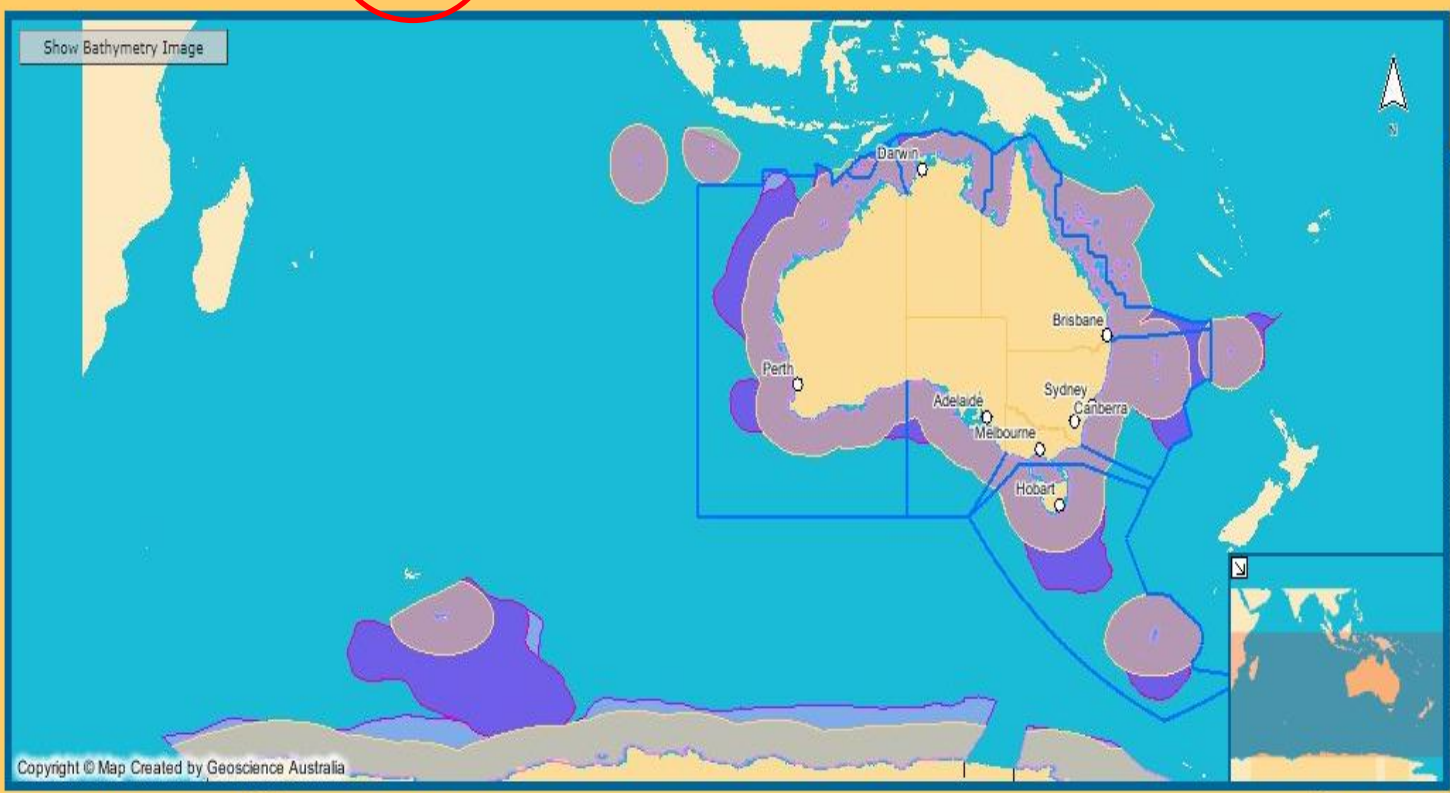 Show Bathymetry Image
N
Darwin
Brisbane
Perth
Sydney
Adelaide
Canberra
Melbourne
Hobart
Copyright © Map Created by Geoscience Australia